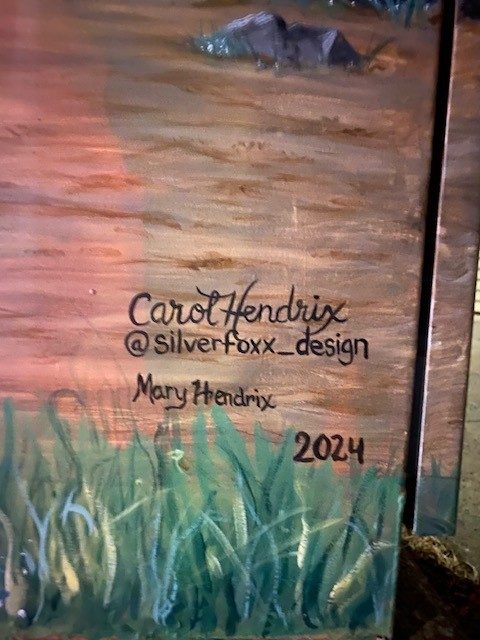 Carol Hendrix
@silverfoxx_design
Mary Hendrix
2024